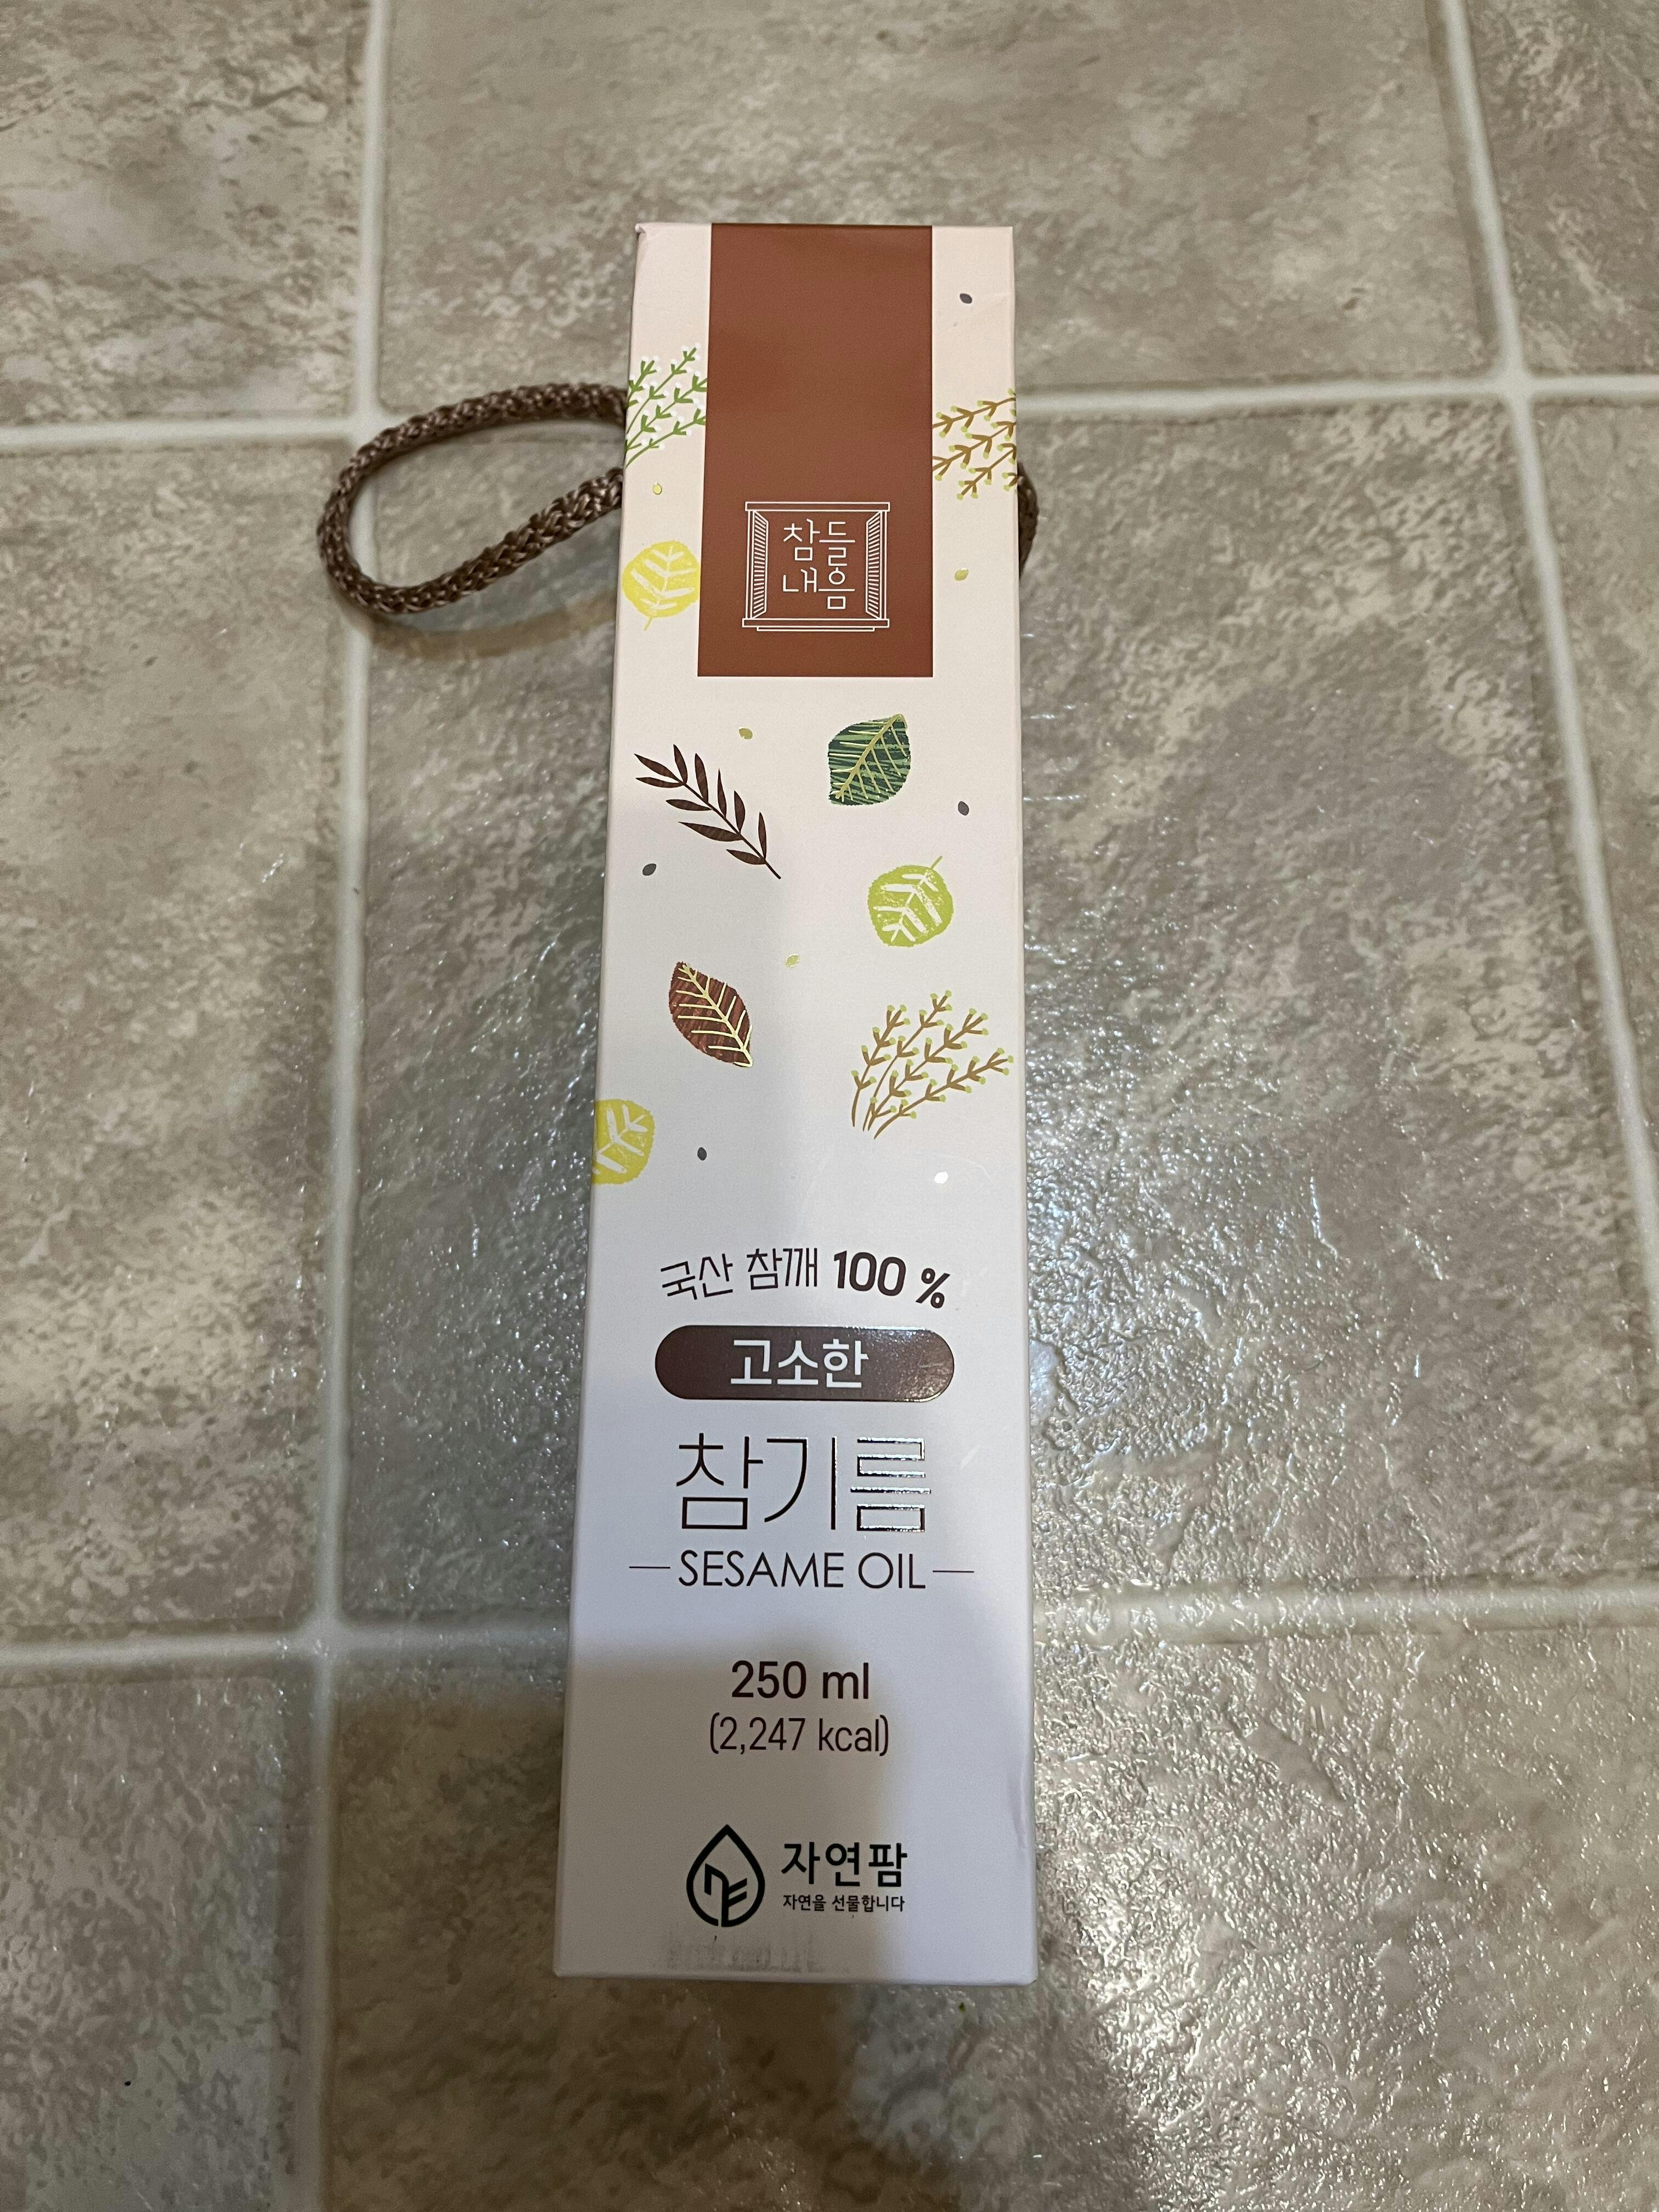 참들
내음
국산 참깨 100 %
고소한
참기름
SESAME OIL
250 ml
(2,247 kcal)
자연팜
자연을 선물합니다